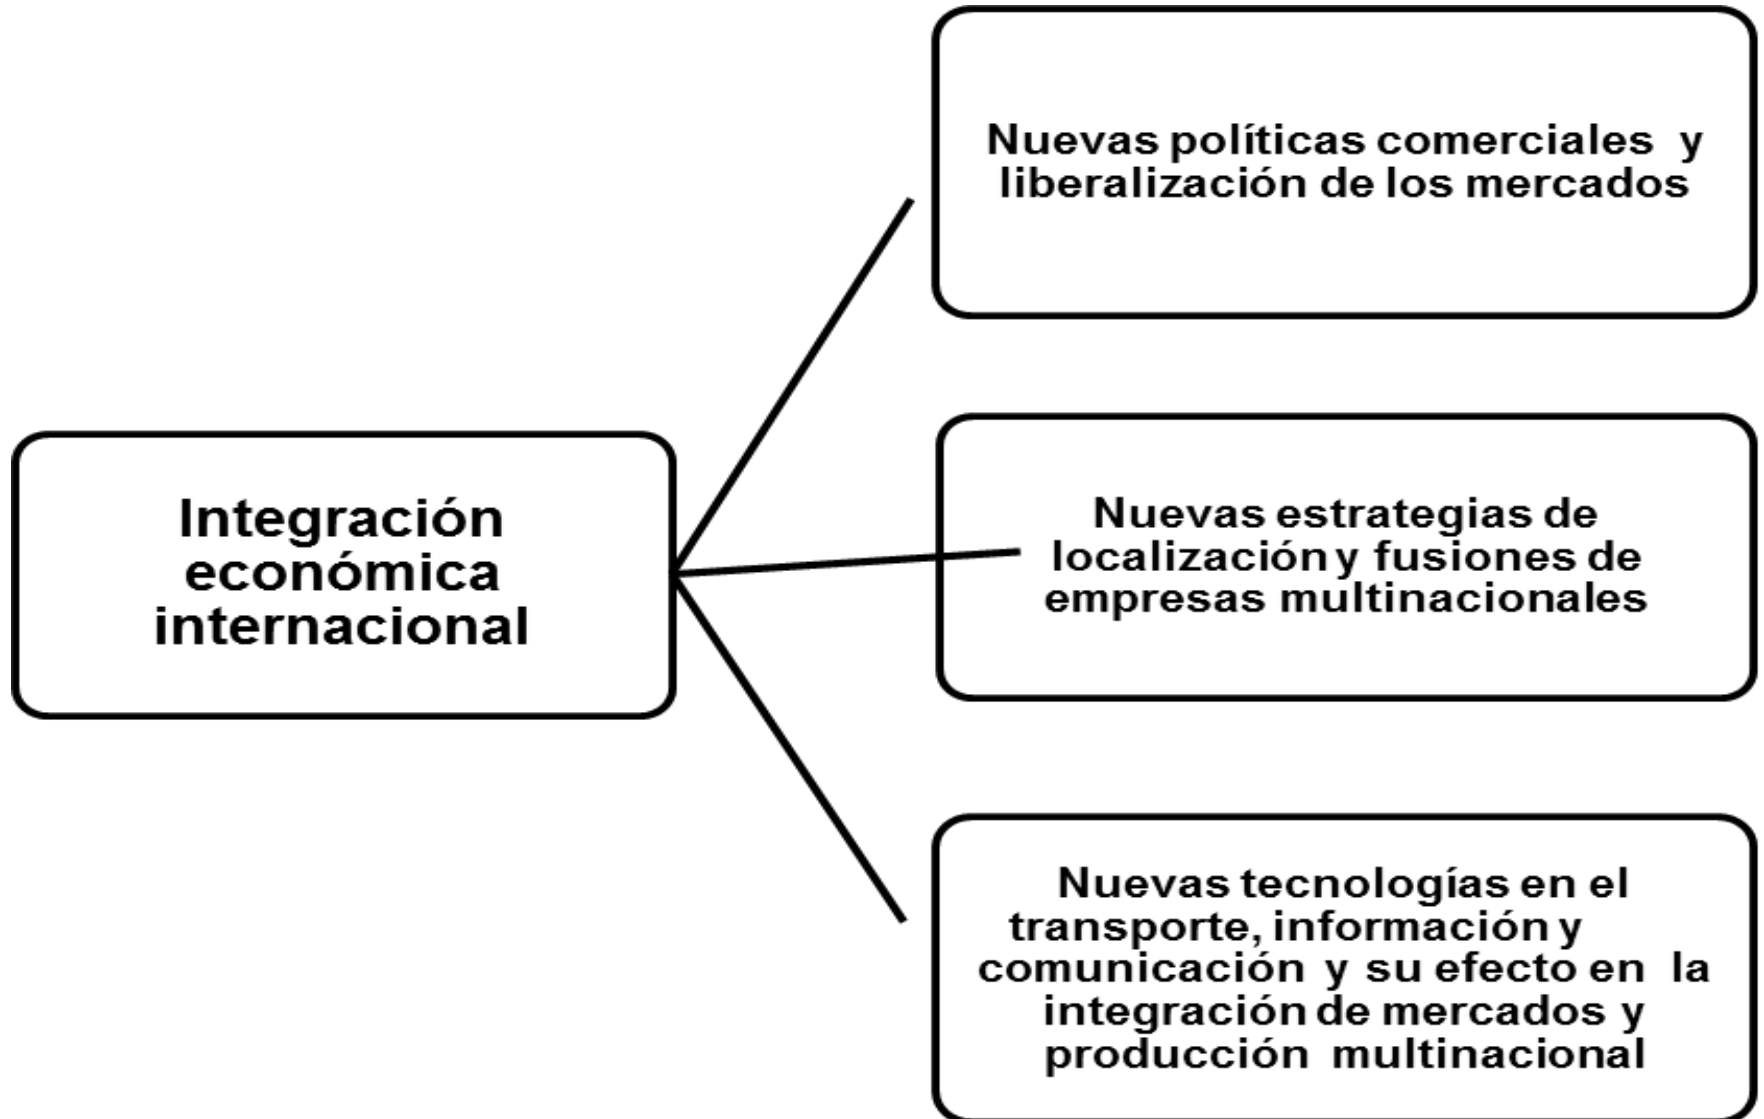 Integración
económica
internacional
Nuevas políticas comerciales y
liberalización de los mercados
Nuevas estrategias de
localización y fusiones de
empresas multinacionales
Nuevas tecnologías en el
transporte, información y
comunicación y su efecto en la
integración de mercados y
producción multinacional